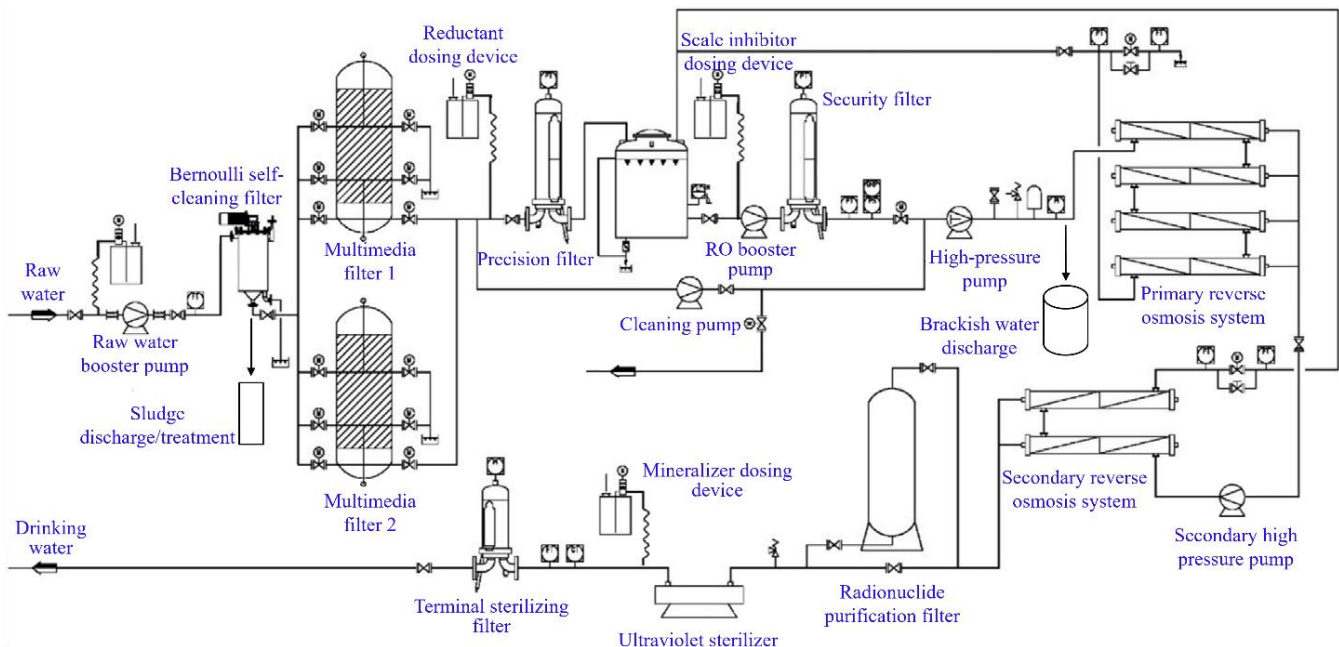 Reductant
dosing device
Scale inhibitor
dosing device
Security filter
Bernoulli self-
cleaning filter
Multimedia
filter 1
Precision filter
RO booster
pump
High-pressure
pump
Raw
water
Raw water
booster pump
Cleaning pump
Brackish water
discharge
Primary reverse
osmosis system
Sludge
discharge/treatment
Multimedia
filter 2
Mineralizer dosing
device
Secondary reverse
osmosis system
Drinking
water
Terminal sterilizing
filter
Ultraviolet sterilizer
Radionuclide
purification filter
Secondary high
pressure pump